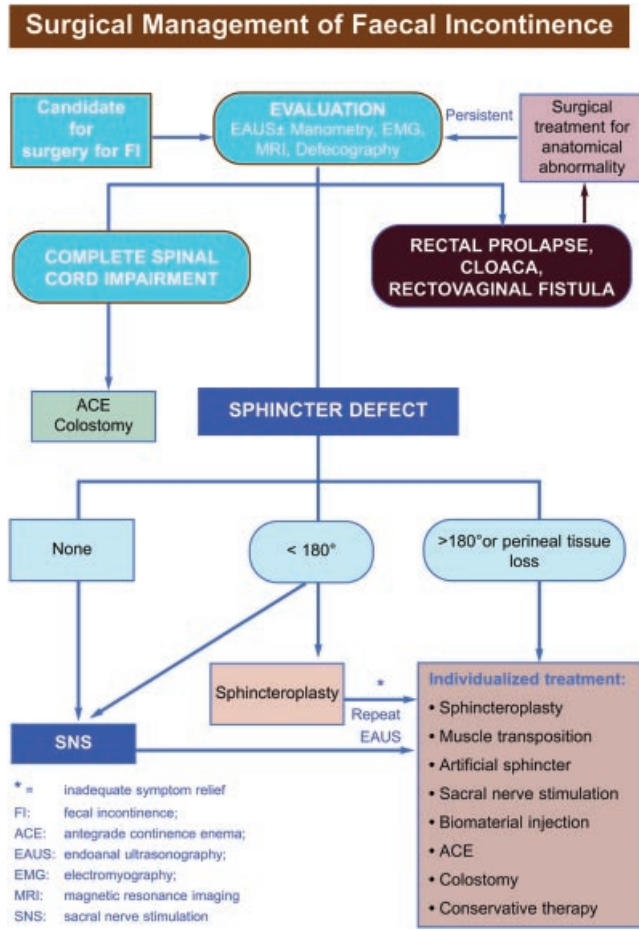 Surgical Management of Faecal Incontinence
Candidate
for
surgery for FI
EVALUATION
EAUS± Manometry, EMG,
MRI, Defecography
Persistent
Surgical
treatment for
anatomical
abnormality
COMPLETE SPINAL
CORD IMPAIRMENT
RECTAL PROLAPSE,
CLOACA,
RECTOVAGINAL FISTULA
ACE
Colostomy
SPHINCTER DEFECT
None
< 180°
>180°or perineal tissue
loss
Sphincteroplasty
*
Repeat
EAUS
SNS
Individualized treatment:
• Sphincteroplasty
• Muscle transposition
• Artificial sphincter
• Sacral nerve stimulation
• Biomaterial injection
• ACE
• Colostomy
• Conservative therapy
* = inadequate symptom relief
FI: fecal incontinence;
ACE: antegrade continence enema;
EAUS: endoanal ultrasonography;
EMG: electromyography;
MRI: magnetic resonance imaging
SNS: sacral nerve stimulation